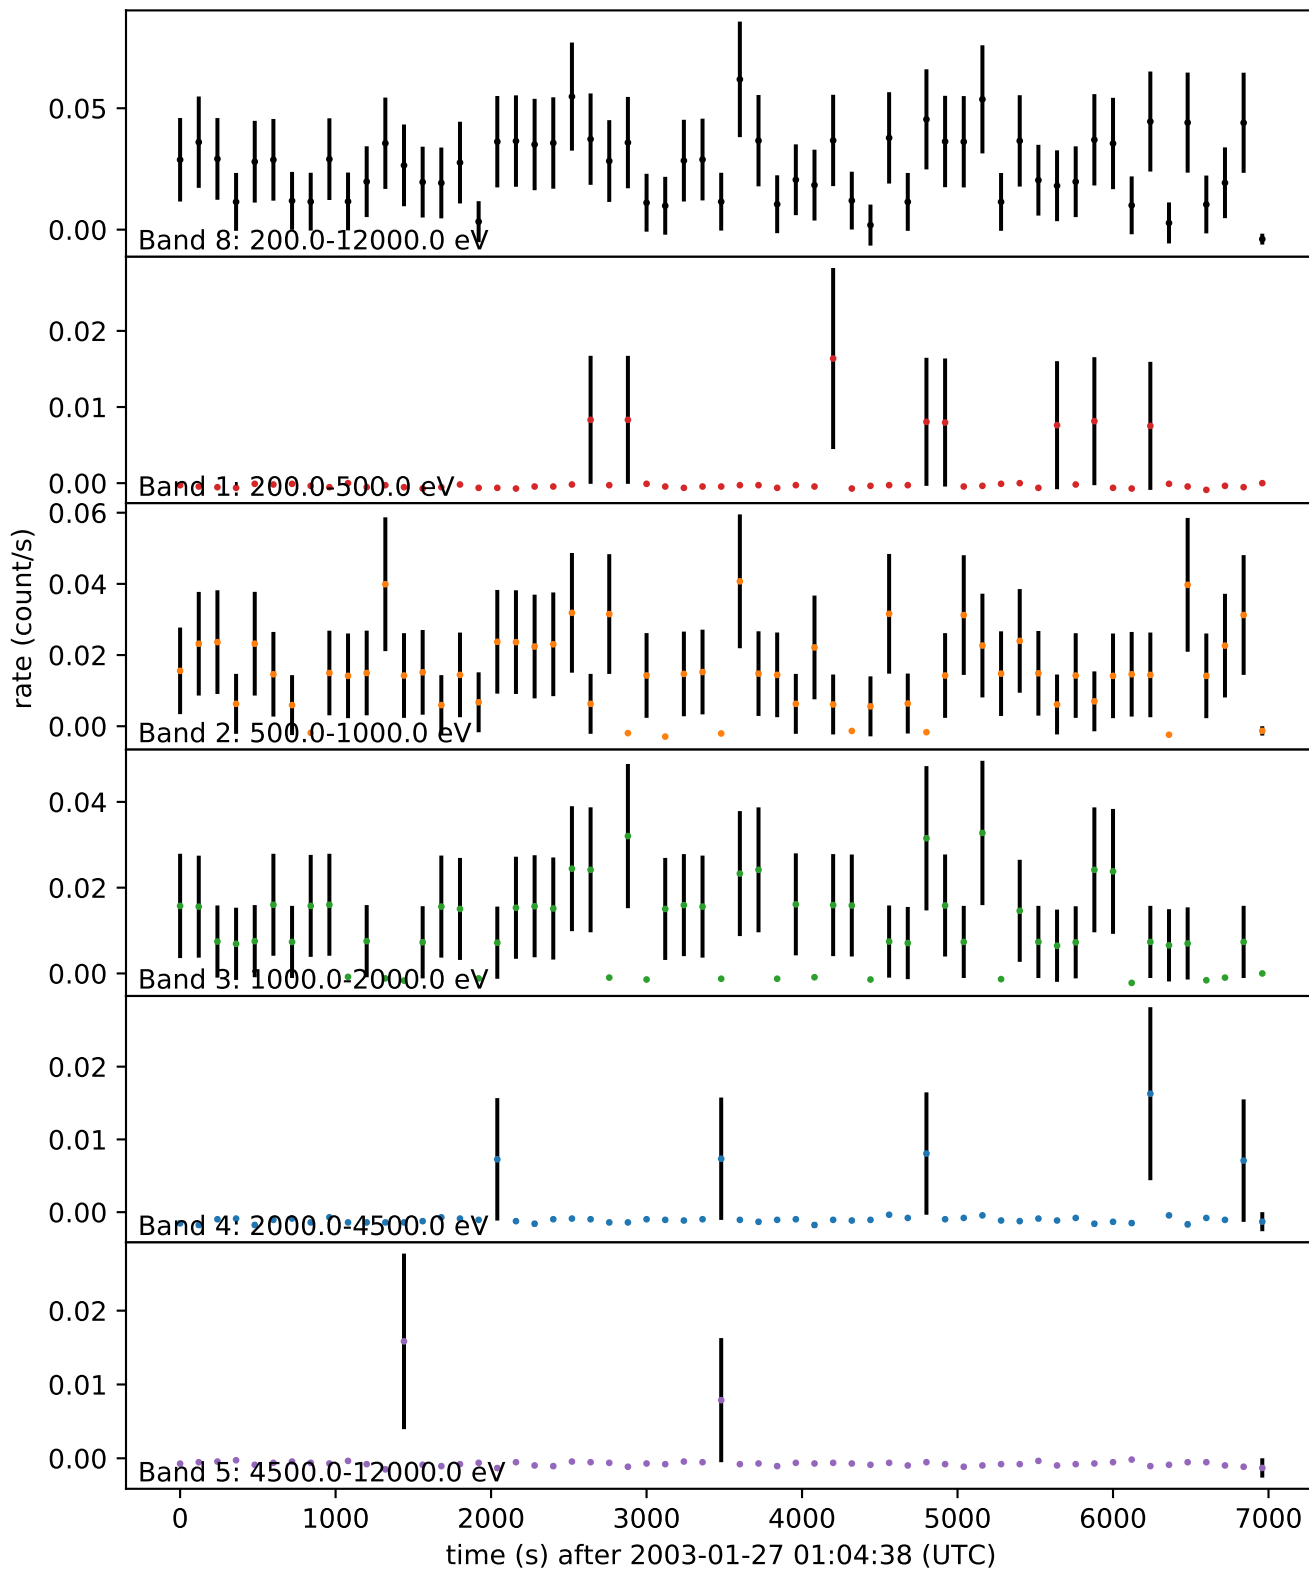 0.05
0.00
Band 8: 200.0-12000.0 eV
0.02
0.01
0.00
Band 1: 200.0-500.0 eV
rate (count/s)
0.06
0.04
0.02
0.00
Band 2: 500.0-1000.0 eV
0.04
0.02
0.00
Band 3: 1000.0-2000.0 eV
0.02
0.01
0.00
Band 4: 2000.0-4500.0 eV
0.02
0.01
0.00
Band 5: 4500.0-12000.0 eV
0 1000 2000 3000 4000 5000 6000 7000
time (s) after 2003-01-27 01:04:38 (UTC)